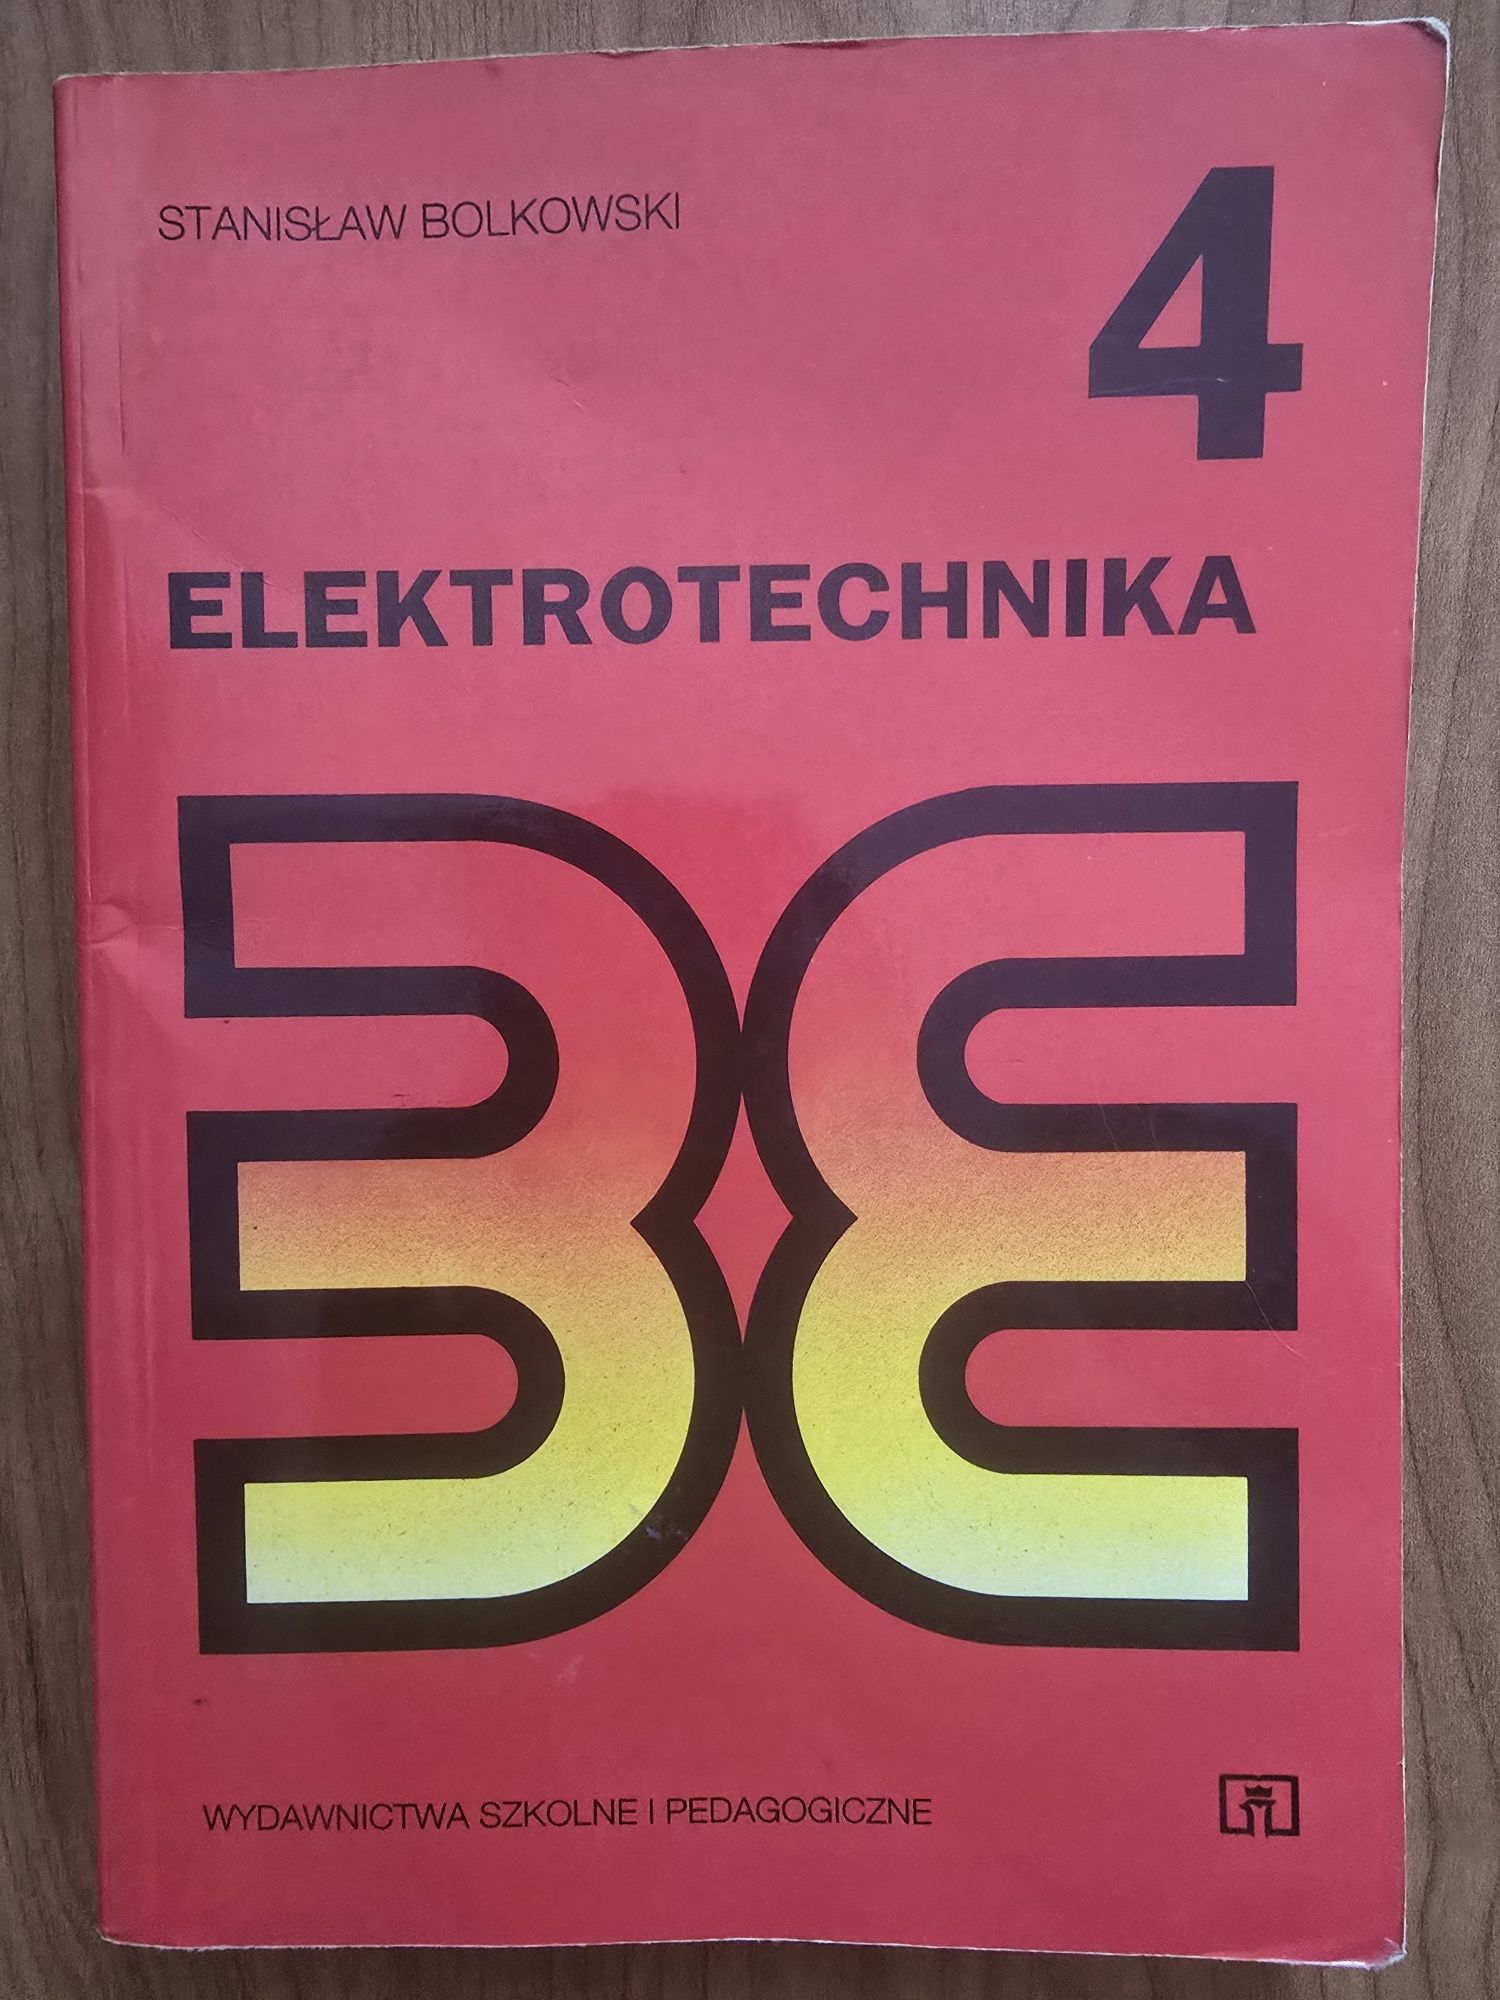 STANISŁAW BOLKOWSKI
4
ELEKTROTECHNIKA
WYDAWNICTWA SZKOLNE I PEDAGOGICZNE